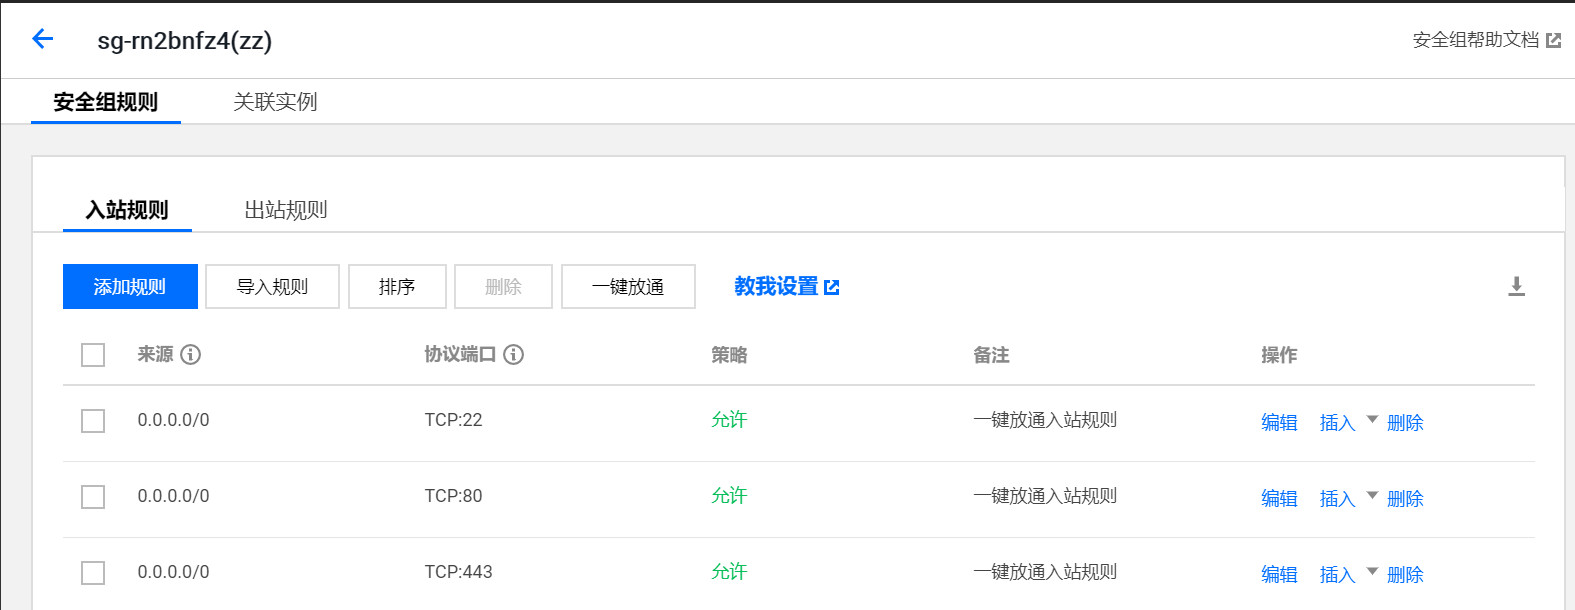 sg-rn2bnfz4(zz)
安全组帮助文档
安全组规则 关联实例
入站规则 出站规则
添加规则 导入规则 排序 删除 一键放通 教我设置
来源 协议端口 策略 备注 操作
0.0.0.0/0 TCP:22 允许 一键放通入站规则 编辑 插入 删除
0.0.0.0/0 TCP:80 允许 一键放通入站规则 编辑 插入 删除
0.0.0.0/0 TCP:443 允许 一键放通入站规则 编辑 插入 删除